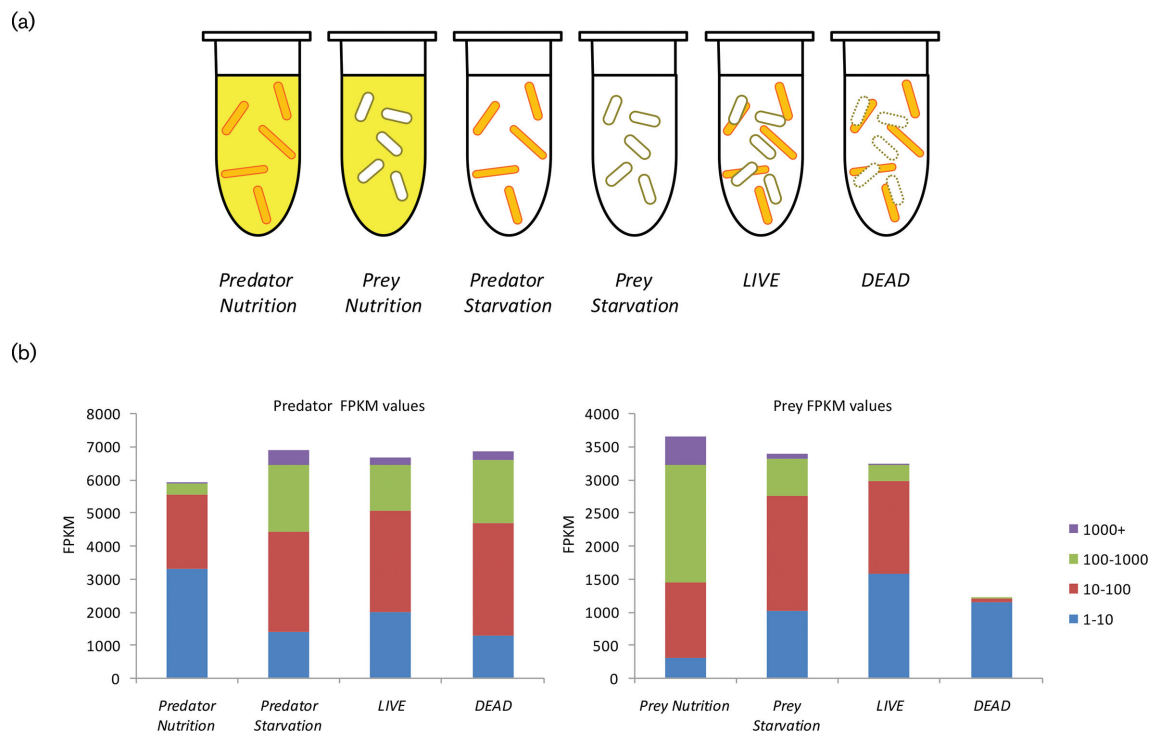 (a)
Predator
Nutrition
Prey
Nutrition
Predator
Starvation
Prey
Starvation
LIVE
DEAD
(b)
Predator FPKM values
8000
7000
6000
5000
4000
3000
2000
1000
0
FPKM
Predator
Nutrition
Predator
Starvation
LIVE
DEAD
Prey FPKM values
4000
3500
3000
2500
2000
1500
1000
500
0
FPKM
Prey Nutrition
Prey
Starvation
LIVE
DEAD
1000+
100-1000
10-100
1-10